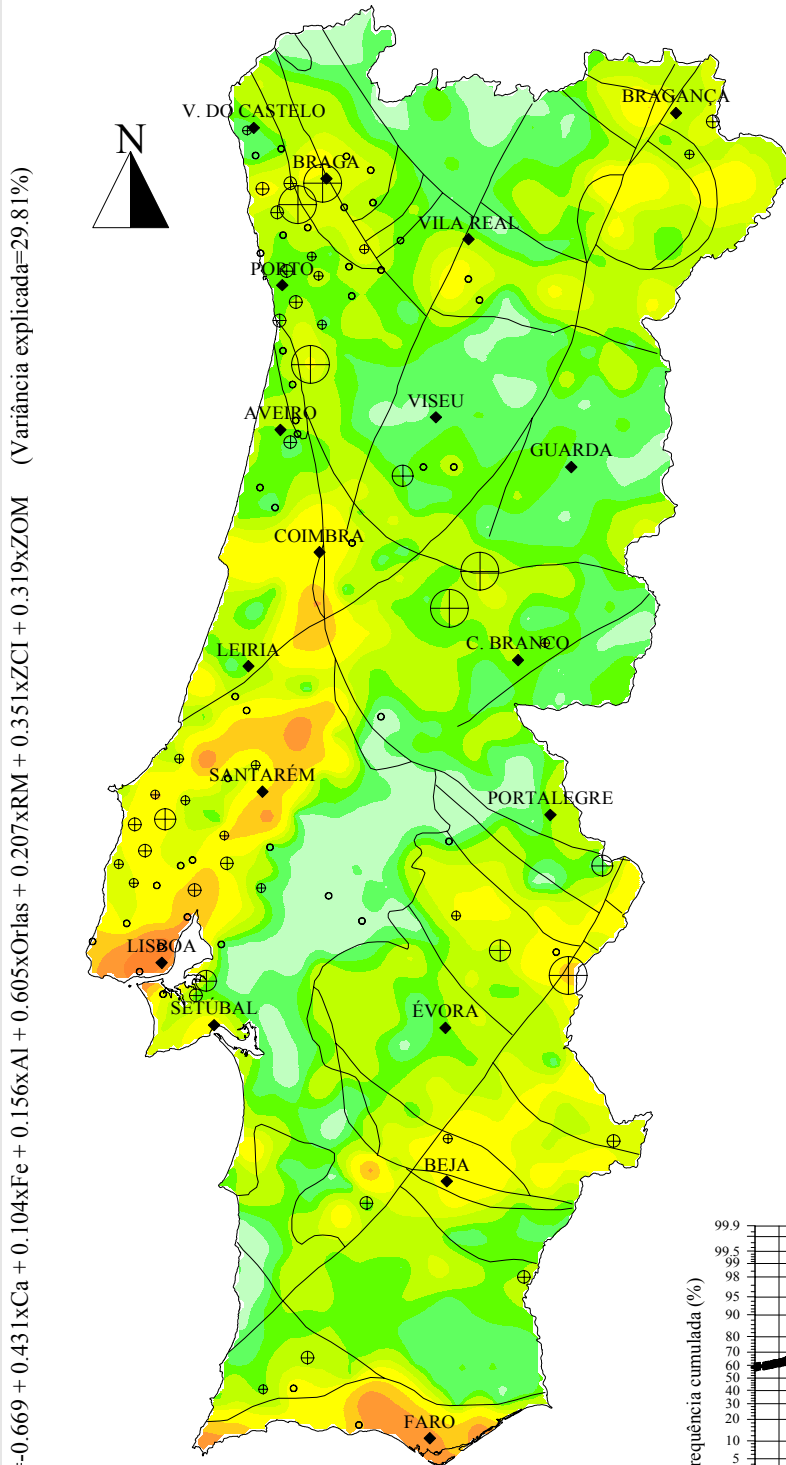 =-0.669 + 0.431xCa + 0.104xFe + 0.156xAl + 0.605xOrlas + 0.207xRM + 0.351xZCI + 0.319xZOM (Variância explicada=29.81%)
N
V. DO CASTELO
BRAGANÇA
BRAGA
VILA REAL
PORTO
VISEU
AVEIRO
GUARDA
COIMBRA
LEIRIA
C. BRANCO
SANTARÉM
PORTALEGRE
LISBOA
SETÚBAL
ÉVORA
BEJA
FARO
requência cumulada (%)
99.9
99.5
99
98
95
90
80
70
60
50
40
30
20
10
5